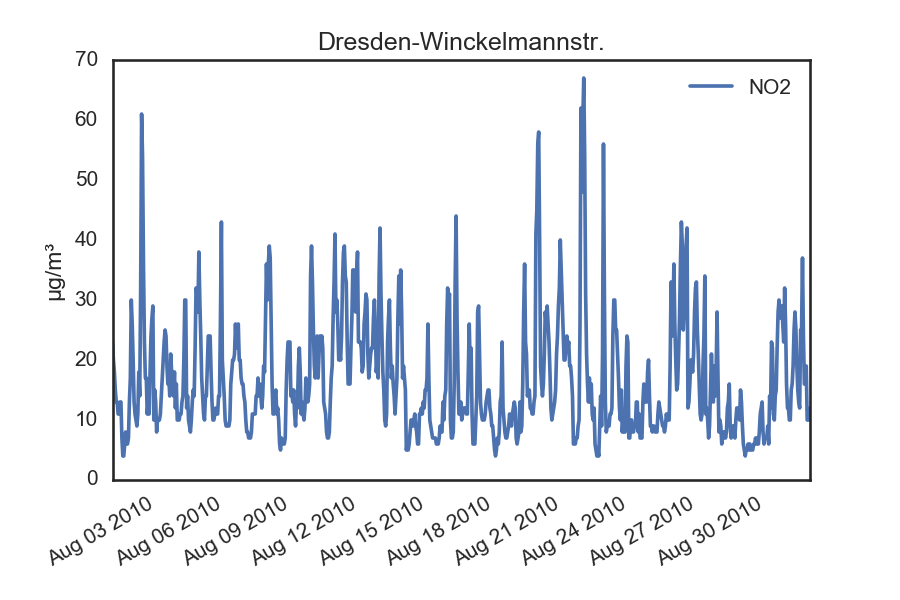 Dresden-Winckelmannstr.
NO2
µg/m³
70
60
50
40
30
20
10
0
Aug 03 2010
Aug 06 2010
Aug 09 2010
Aug 12 2010
Aug 15 2010
Aug 18 2010
Aug 21 2010
Aug 24 2010
Aug 27 2010
Aug 30 2010